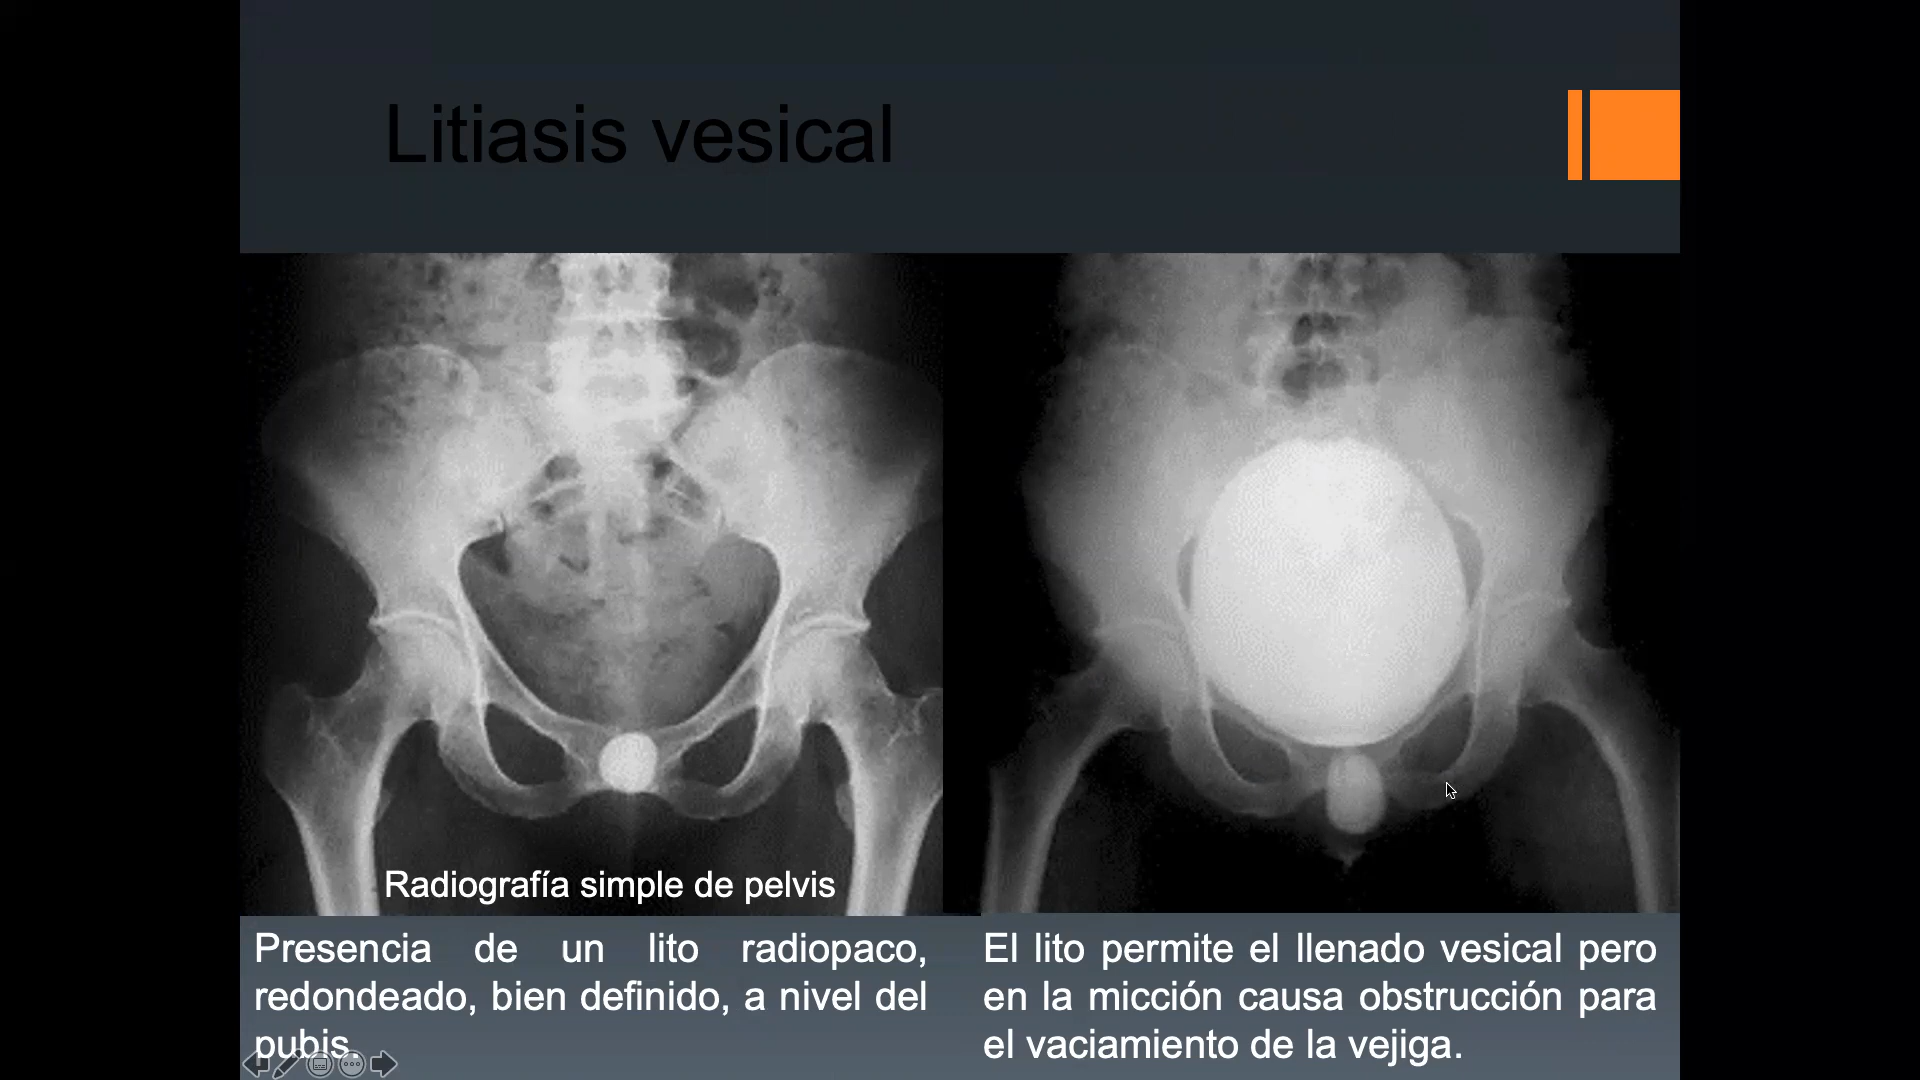 Litiasis vesical
Radiografía simple de pelvis
Presencia de un lito radiopaco,
redondeado, bien definido, a nivel del
pubis.
El lito permite el llenado vesical pero
en la micción causa obstrucción para
el vaciamiento de la vejiga.